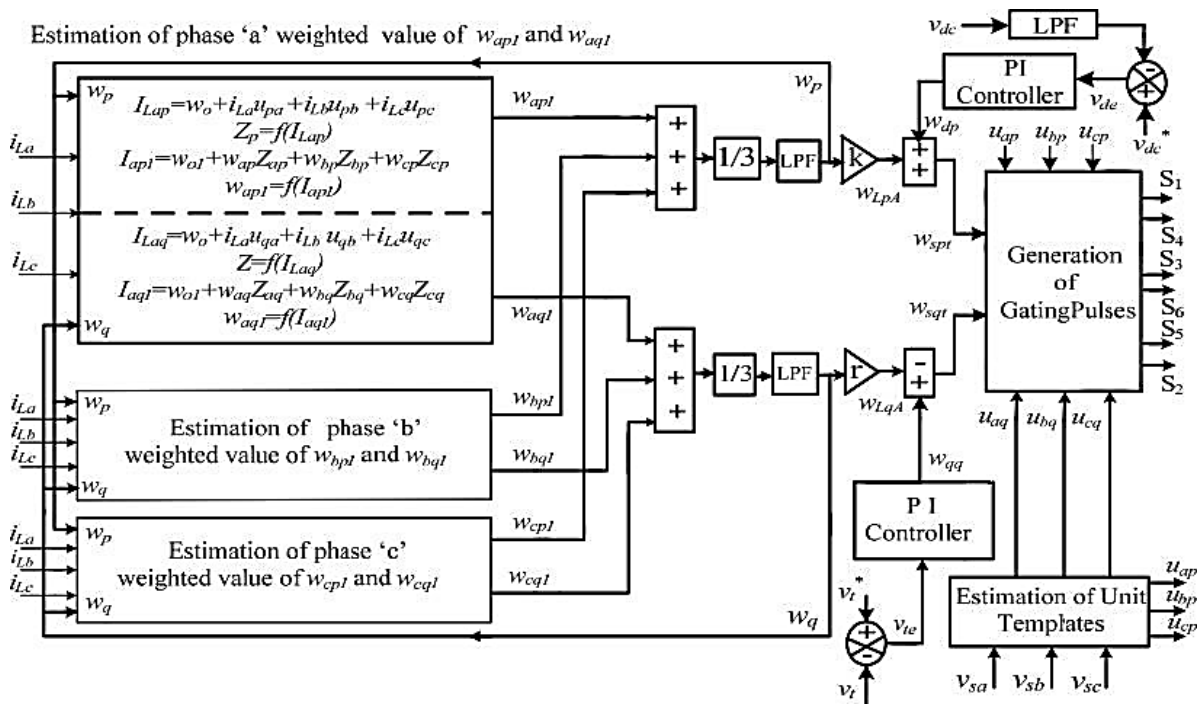 Estimation of phase 'a' weighted value of w_ap1 and w_aq1
w_p
I_Lap=w_o+i_La u_pa+i_Lb u_pb +i_Lc u_pc
Z_p=f(I_Lap)
I_ap1=w_o1+w_ap Z_ap+w_bp Z_bp+w_cp Z_cp
w_ap1=f(I_ap1)
I_Laq=w_o+i_La u_qa+i_Lb u_qb +i_Lc u_qc
Z=f(I_Laq)
I_aq1=w_o1+w_aq Z_aq+w_bq Z_bq+w_cq Z_cq
w_aq1=f(I_aq1)
w_q
i_La
i_Lb
i_Lc
w_ap1
w_aq1
i_La
i_Lb
i_Lc
w_p
w_q
Estimation of phase 'b'
weighted value of w_bp1 and w_bq1
w_bp1
w_bq1
i_La
i_Lb
i_Lc
w_p
w_q
Estimation of phase 'c'
weighted value of w_cp1 and w_cq1
w_cp1
w_cq1
+
+
+
1/3
LPF
k
w_p
w_LpA
+
+
w_dp
w_spt
+
+
+
1/3
LPF
r
w_q
w_LqA
-
+
w_qq
w_sqt
v_dc
LPF
-
+
v_dc*
v_de
PI
Controller
u_ap
u_bp
u_cp
Generation
of
GatingPulses
S_1
S_4
S_3
S_6
S_5
S_2
u_aq
u_bq
u_cq
P I
Controller
v_t*
+
-
v_t
v_te
Estimation of Unit
Templates
u_ap
u_bp
u_cp
v_sa
v_sb
v_sc